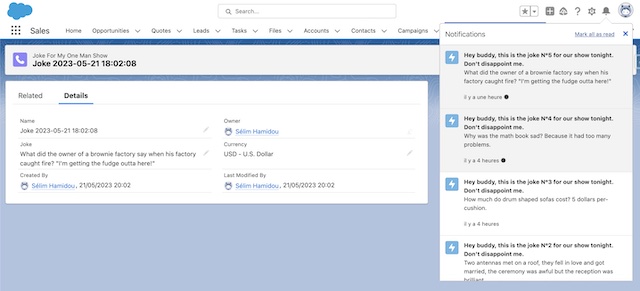 Search...
Sales
Home
Opportunities
Quotes
Leads
Tasks
Files
Accounts
Contacts
Campaigns
Joke For My One Man Show
Joke 2023-05-21 18:02:08
Related
Details
Name
Joke 2023-05-21 18:02:08
Owner
Sélim Hamidou
Joke
What did the owner of a brownie factory say when his factory
caught fire? "I'm getting the fudge outta here!"
Currency
USD - U.S. Dollar
Created By
Sélim Hamidou, 21/05/2023 20:02
Last Modified By
Sélim Hamidou, 21/05/2023 20:02
Notifications
Mark all as read
Hey buddy, this is the joke N°5 for our show tonight.
Don't disappoint me.
What did the owner of a brownie factory say when his
factory caught fire? "I'm getting the fudge outta here!"
il y a une heure
Hey buddy, this is the joke N°4 for our show tonight.
Don't disappoint me.
Why was the math book sad? Because it had too many
problems.
il y a 4 heures
Hey buddy, this is the joke N°3 for our show tonight.
Don't disappoint me.
How much do drum shaped sofas cost? 5 dollars per-
cushion.
il y a 4 heures
Hey buddy, this is the joke N°2 for our show tonight.
Don't disappoint me.
Two antennas met on a roof, they fell in love and got
married, the ceremony was awful but the reception was
brilliant